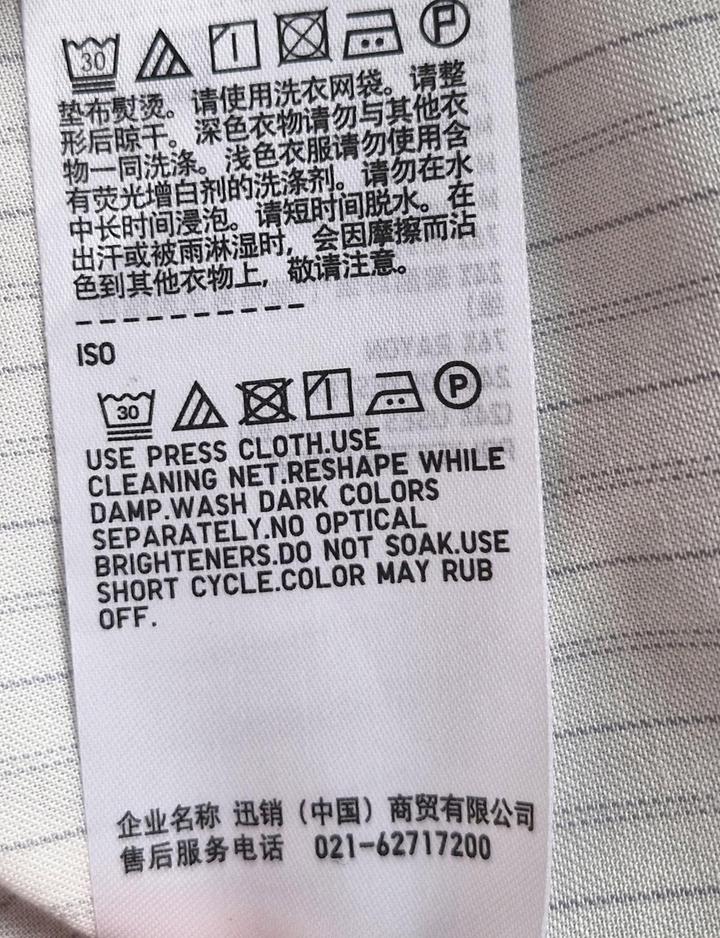 30
垫布熨烫。请使用洗衣网袋。请整
形后晾干。深色衣物请勿与其他衣
物一同洗涤。浅色衣服请勿使用含
有荧光增白剂的洗涤剂。请勿在水
中长时间浸泡。请短时间脱水。在
出汗或被雨淋湿时，会因摩擦而沾
色到其他衣物上，敬请注意。
----------
ISO
30 P
USE PRESS CLOTH.USE
CLEANING NET.RESHAPE WHILE
DAMP.WASH DARK COLORS
SEPARATELY.NO OPTICAL
BRIGHTENERS.DO NOT SOAK.USE
SHORT CYCLE.COLOR MAY RUB
OFF.
企业名称 迅销（中国）商贸有限公司
售后服务电话 021-62717200